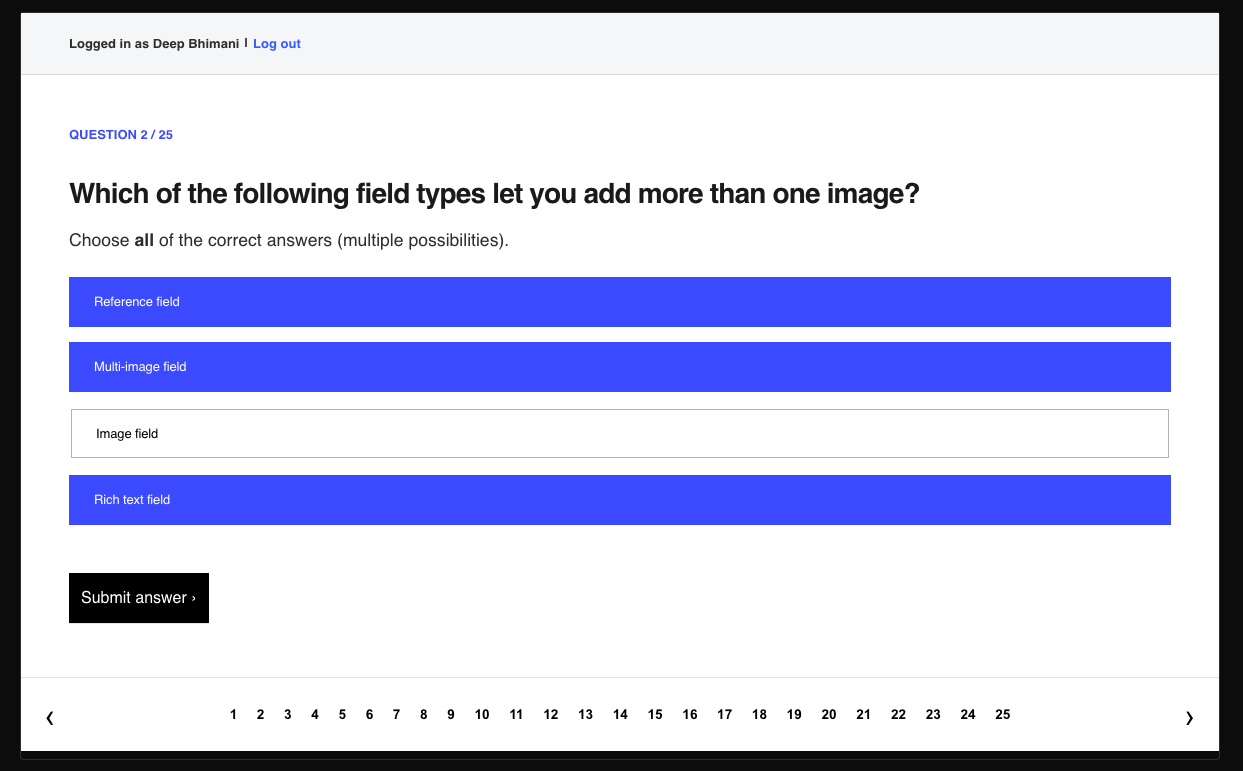 Logged in as Deep Bhimani | Log out
QUESTION 2 / 25
Which of the following field types let you add more than one image?
Choose all of the correct answers (multiple possibilities).
Reference field
Multi-image field
Image field
Rich text field
Submit answer ›
❮ 1 2 3 4 5 6 7 8 9 10 11 12 13 14 15 16 17 18 19 20 21 22 23 24 25 ❯